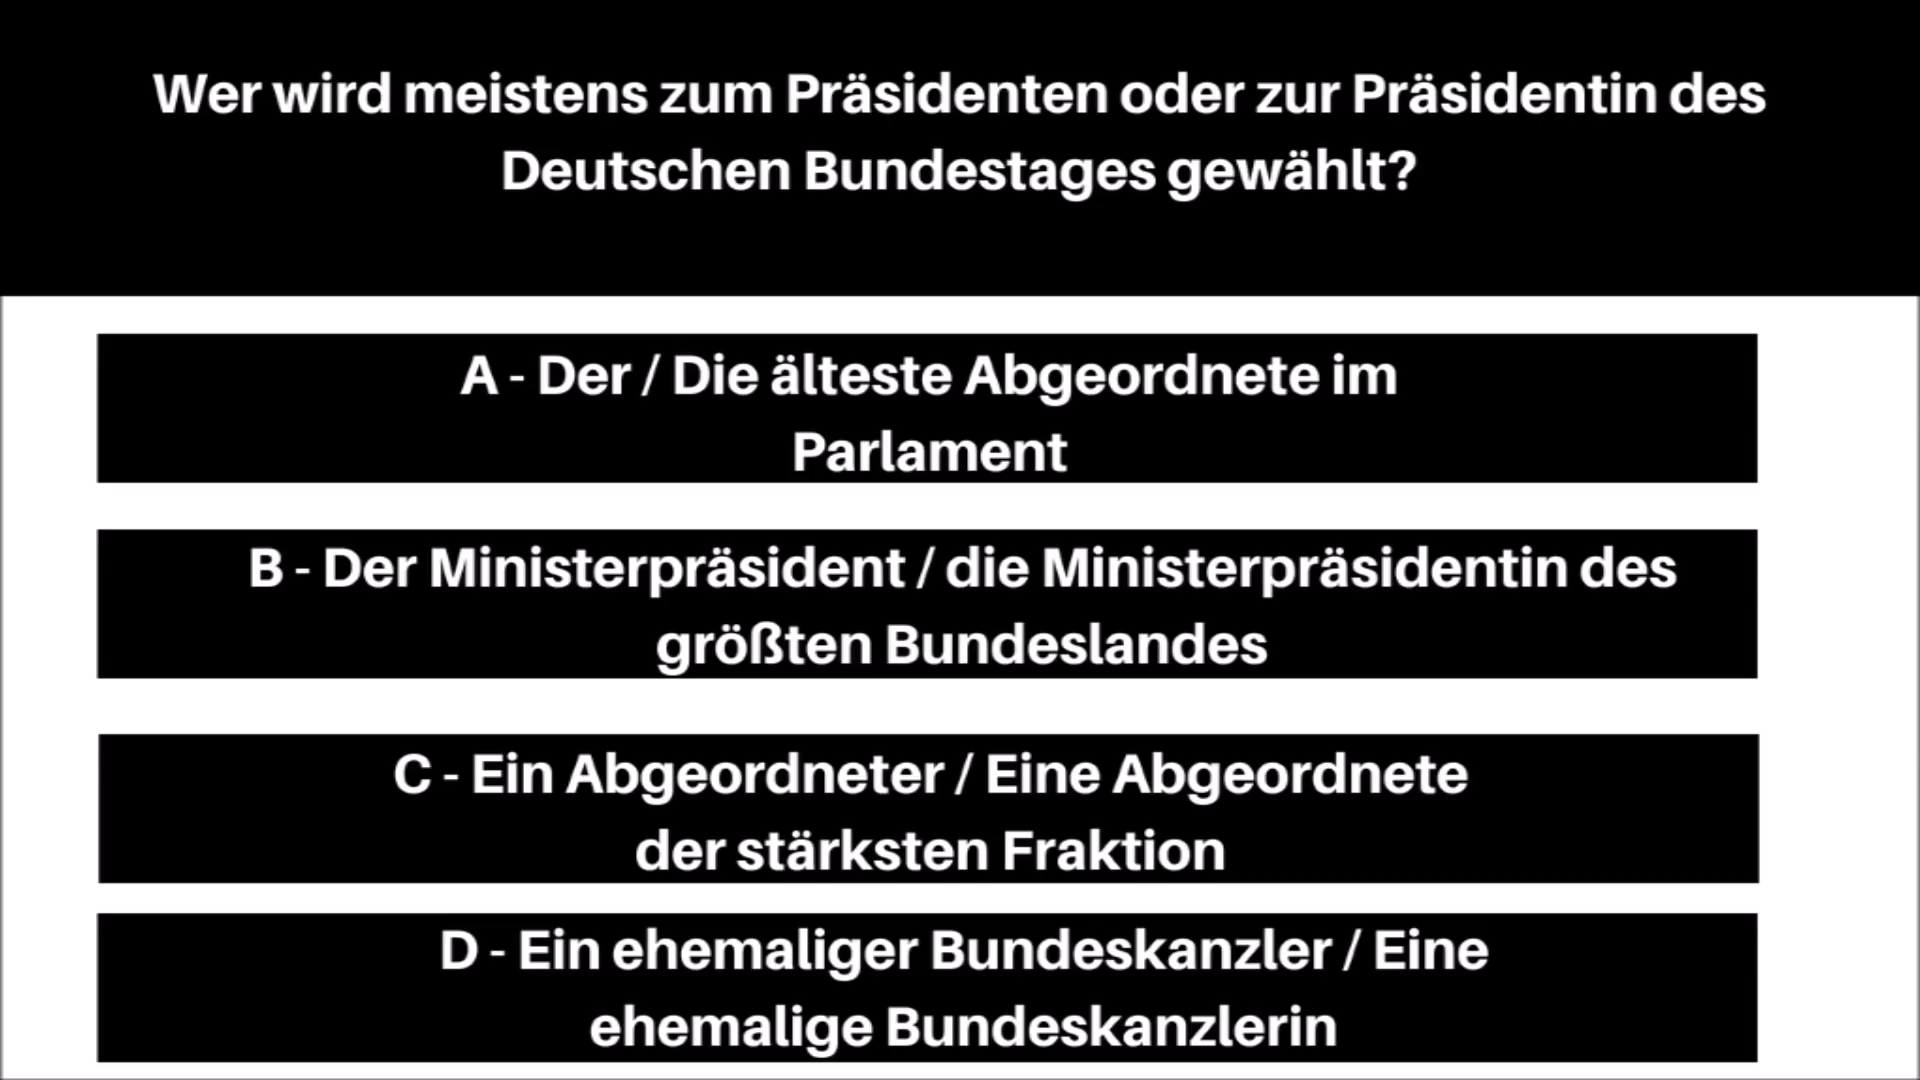 Wer wird meistens zum Präsidenten oder zur Präsidentin des
Deutschen Bundestages gewählt?
A - Der / Die älteste Abgeordnete im
Parlament
B - Der Ministerpräsident / die Ministerpräsidentin des
größten Bundeslandes
C - Ein Abgeordneter / Eine Abgeordnete
der stärksten Fraktion
D - Ein ehemaliger Bundeskanzler / Eine
ehemalige Bundeskanzlerin